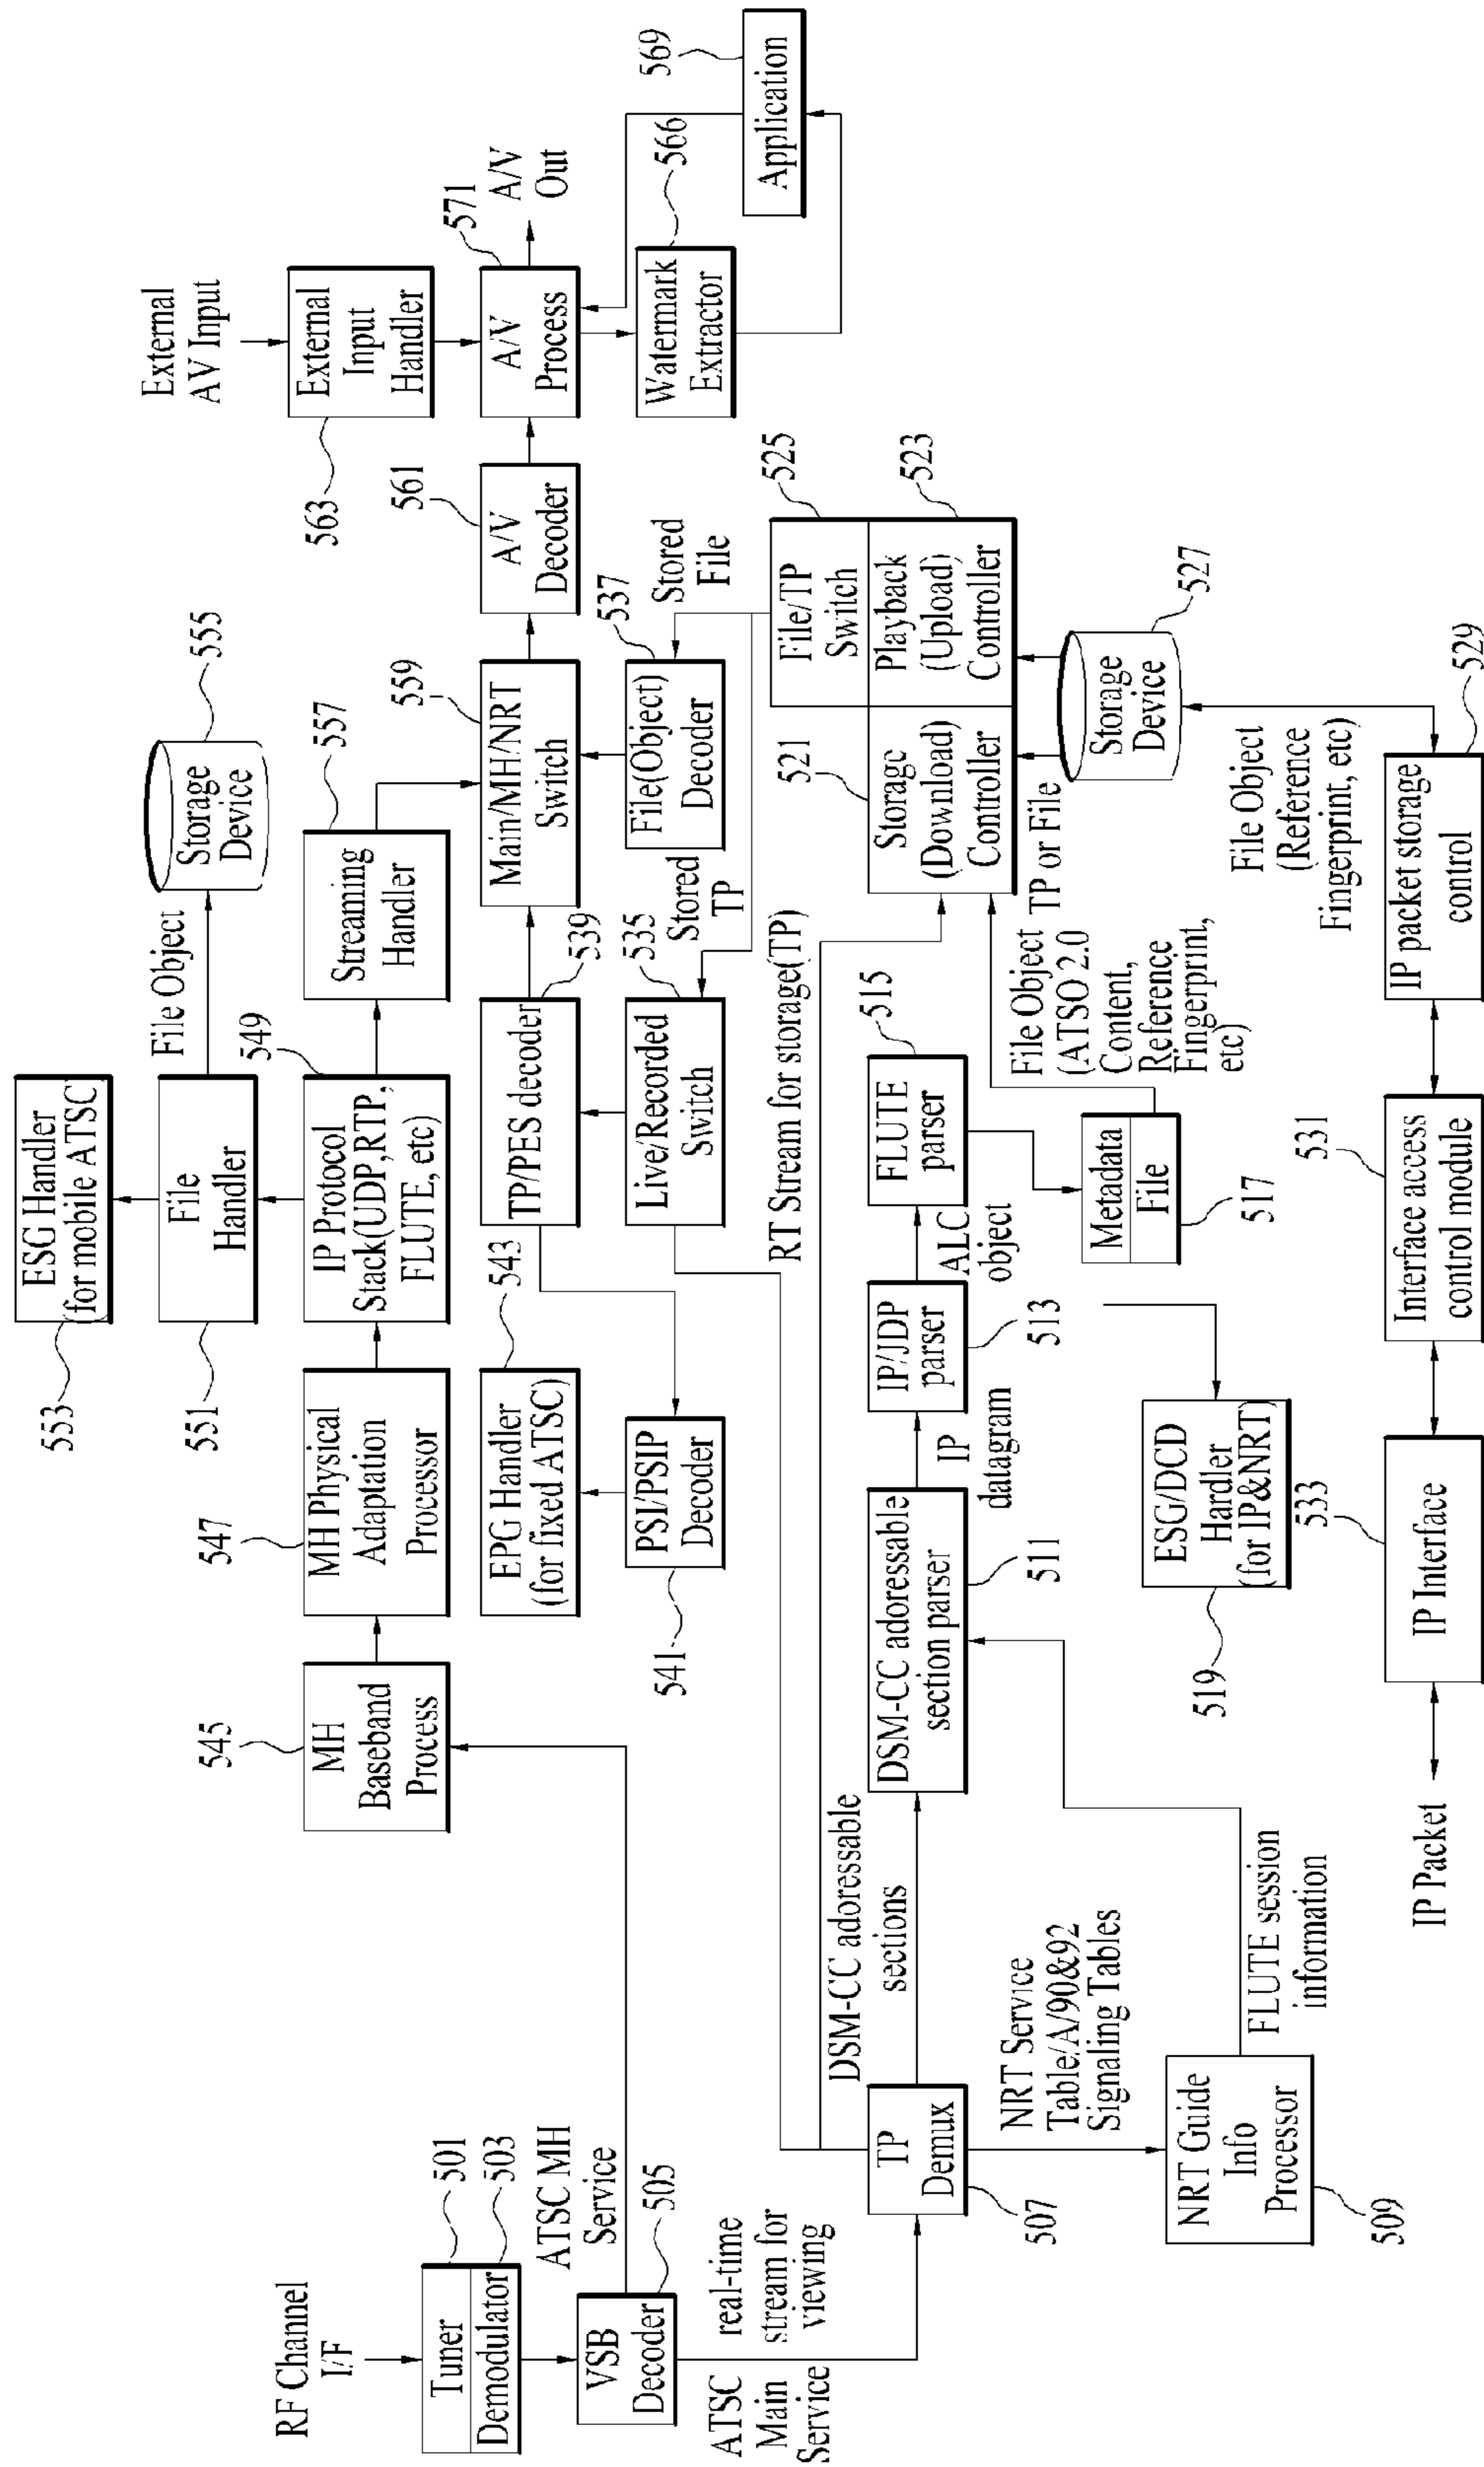 RF Channel
I/F
Tuner
Demodulator
501
503
VSB
Decoder
505
ATSC MH
Service
ATSC
Main
Service
real-time
stream for
viewing
TP
Demux
507
NRT Service
Table/A/90&92
Signaling Tables
NRT Guide
Info
Processor
509
FLUTE session
information
DSM-CC adoressable
sections
DSM-CC adoressable
section parser
511
IP
datagram
IP/JDP
parser
513
ALC
object
FLUTE
parser
515
Metadata
File
517
ESG/DCD
Hardler
(for IP&NRT)
519
File Object
(ATSO 2.0
Content,
Reference
Fingerprint,
etc)
RT Stream for storage(TP)
TP or File
Storage
(Download)
Controller
521
Playback
(Upload)
Controller
523
File/TP
Switch
525
Storage
Device
527
File Object
(Reference
Fingerprint, etc)
IP packet storage
control
529
Interface access
control module
531
IP Interface
533
IP Packet
MH
Baseband
Process
545
MH Physical
Adaptation
Processor
547
IP Protocol
Stack(UDP,RTP,
FLUTE, etc)
549
File
Handler
551
ESG Handler
(for mobile ATSC)
553
File Object
Storage
Device
555
Streaming
Handler
557
EPG Handler
(for fixed ATSC)
543
PSI/PSIP
Decoder
541
TP/PES decoder
539
Live/Recorded
Switch
535
Stored
TP
File(Object)
Decoder
537
Stored
File
Main/MH/NRT
Switch
559
A/V
Decoder
561
External
AV Input
External
Input
Handler
563
A/V
Process
571
A/V
Out
Watermark
Extractor
566
Application
569